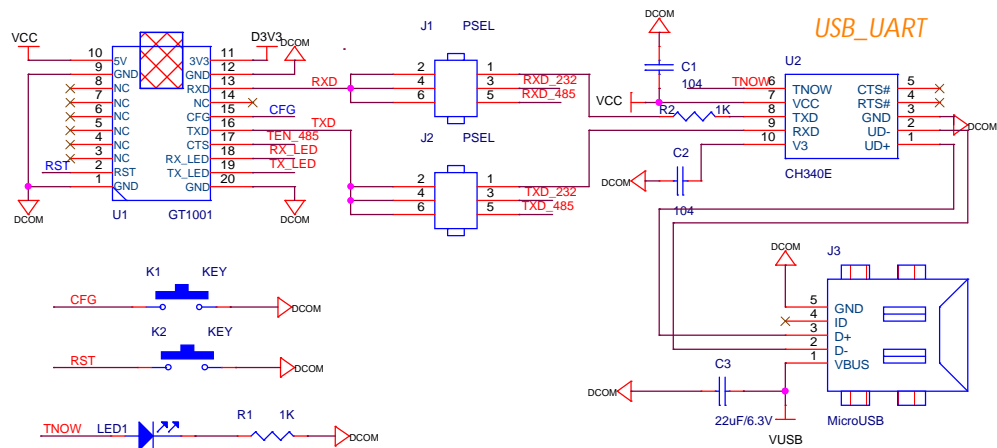 USB_UART
VCC
D3V3
DCOM
10 5V 3V3 11
9 GND GND 12
8 NC RXD 13
7 NC NC 14
6 NC CFG 15 CFG
5 NC TXD 16
4 NC CTS 17 TEN_485
3 NC RX_LED 18 RX_LED
RST 2 RST TX_LED 19 TX_LED
1 GND GND 20
DCOM
U1 GT1001
DCOM
RXD
TXD
J1 PSEL
2 1
4 3 RXD_232
6 5 RXD_485
J2 PSEL
2 1
4 3 TXD_232
6 5 TXD_485
DCOM
C1
104
TNOW
VCC
R2 1K
U2
6 TNOW CTS# 5
7 VCC RTS# 4
8 TXD GND 3
9 RXD UD- 2
10 V3 UD+ 1
DCOM
CH340E
C2
DCOM
104
J3
DCOM
5 GND
4 ID
3 D+
2 D-
1 VBUS
MicroUSB
C3
DCOM
22uF/6.3V
VUSB
K1 KEY
CFG
DCOM
K2 KEY
RST
DCOM
TNOW LED1 R1 1K
DCOM